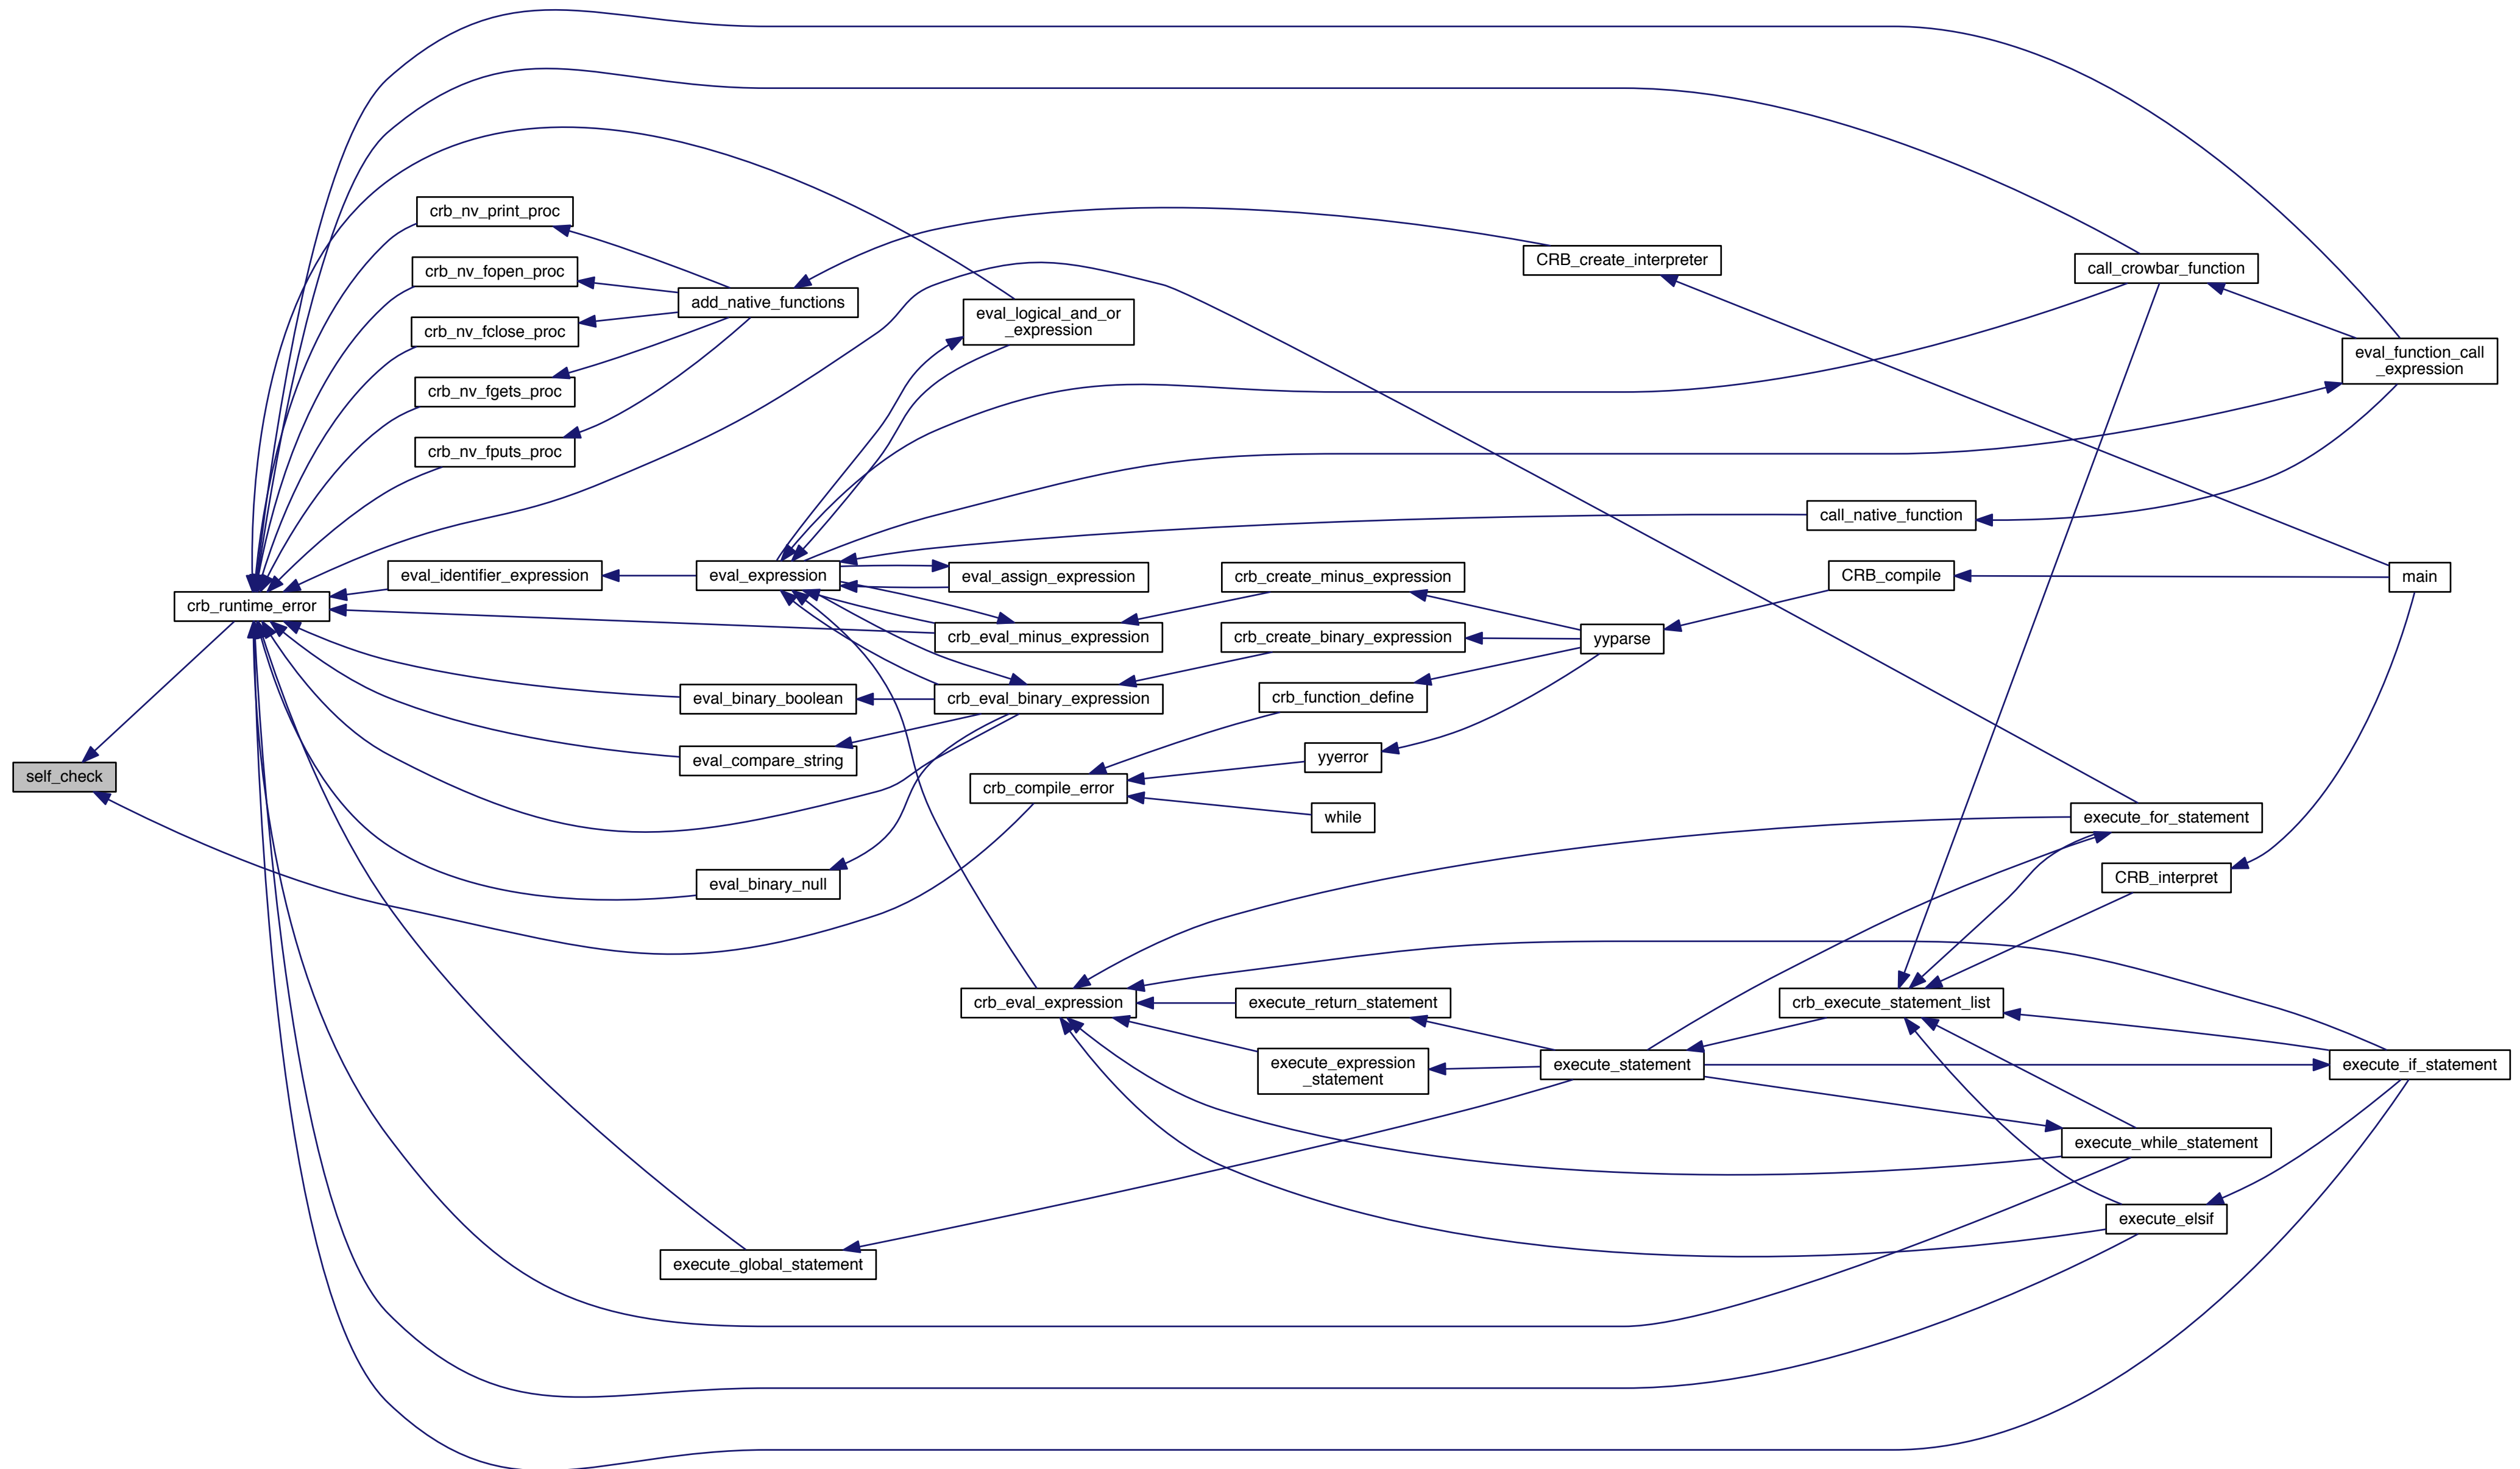 crb_nv_print_proc
CRB_create_interpreter
call_crowbar_function
crb_nv_fopen_proc
add_native_functions
eval_logical_and_or
_expression
crb_nv_fclose_proc
eval_function_call
_expression
crb_nv_fgets_proc
crb_nv_fputs_proc
call_native_function
eval_identifier_expression
eval_expression
eval_assign_expression
crb_create_minus_expression
CRB_compile
main
crb_runtime_error
crb_eval_minus_expression
crb_create_binary_expression
yyparse
eval_binary_boolean
crb_eval_binary_expression
crb_function_define
eval_compare_string
yyerror
self_check
crb_compile_error
while
execute_for_statement
eval_binary_null
CRB_interpret
crb_eval_expression
execute_return_statement
crb_execute_statement_list
execute_expression
_statement
execute_statement
execute_if_statement
execute_while_statement
execute_elsif
execute_global_statement